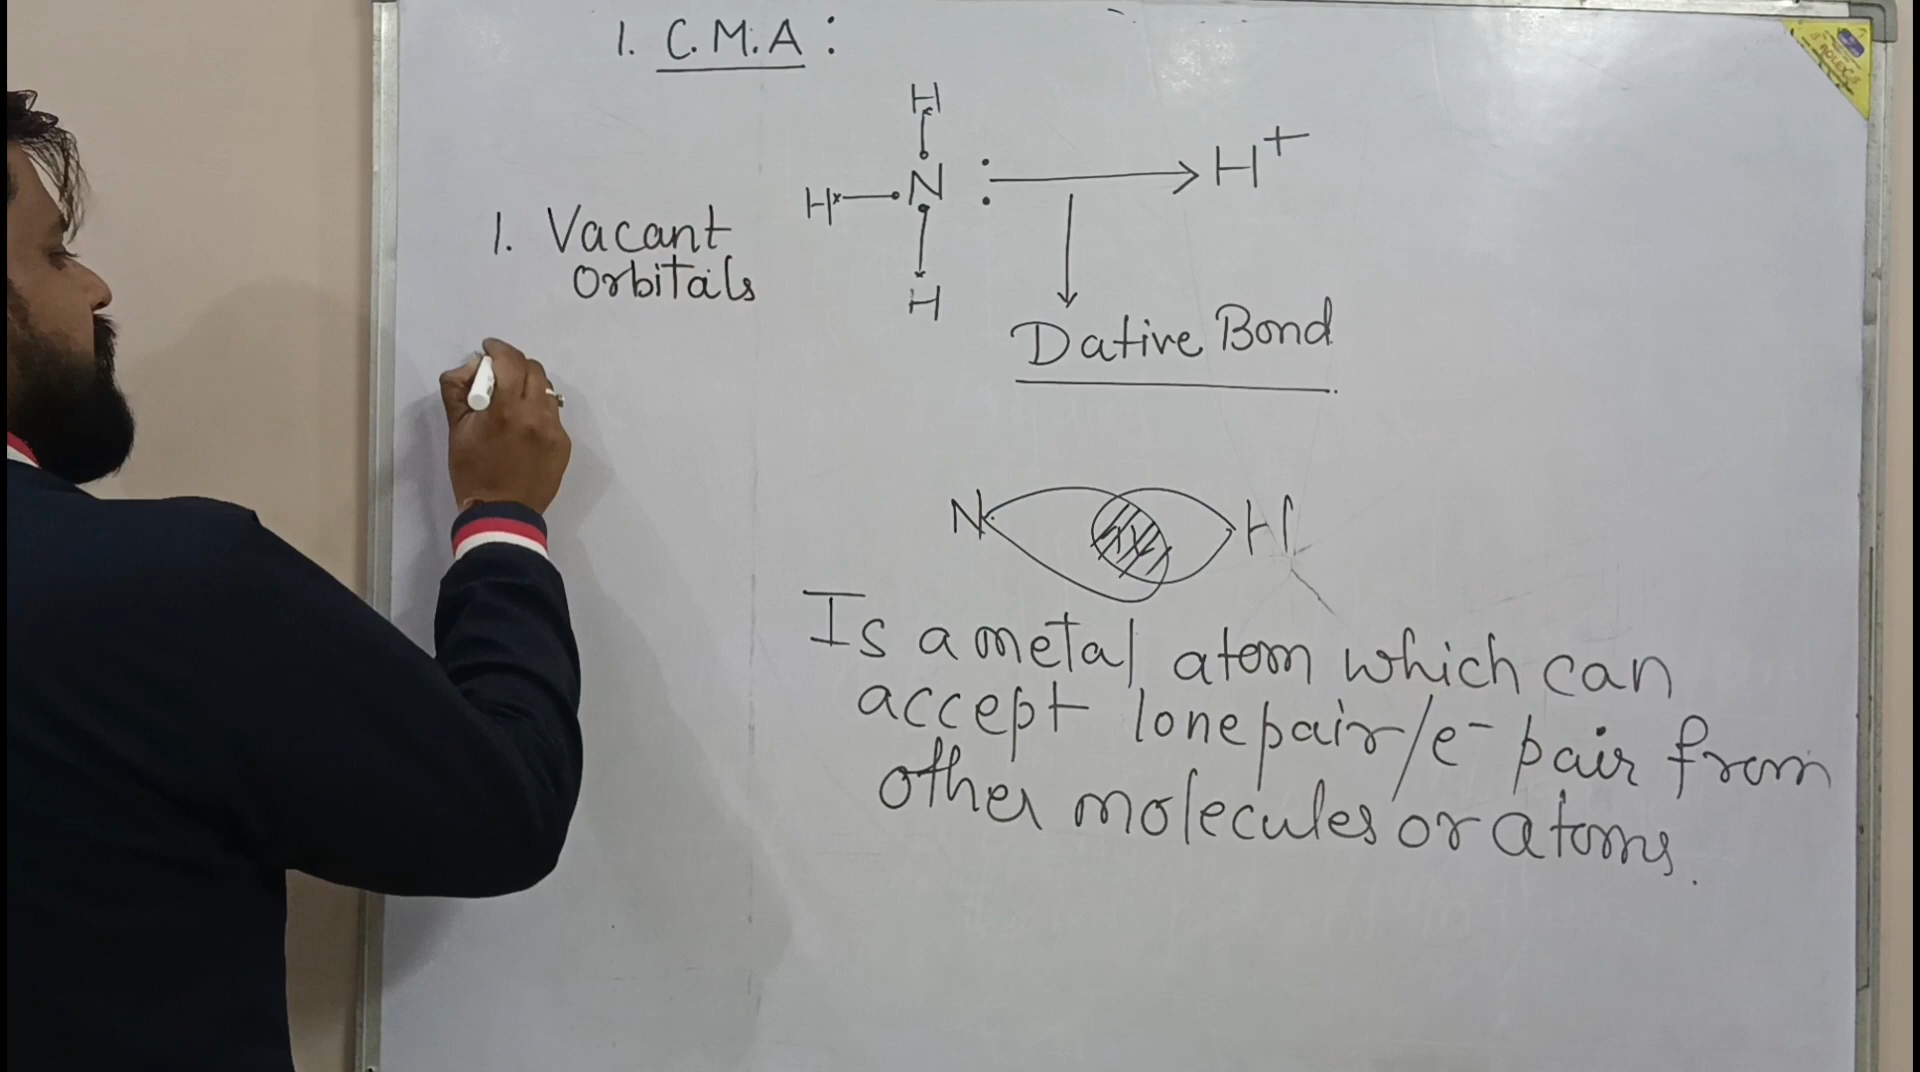 1. C.M.A :
H
H N : → H+
H
1. Vacant
Orbitals
Dative Bond
N H
Is a metal atom which can
accept lone pair/e- pair from
other molecules or atoms.